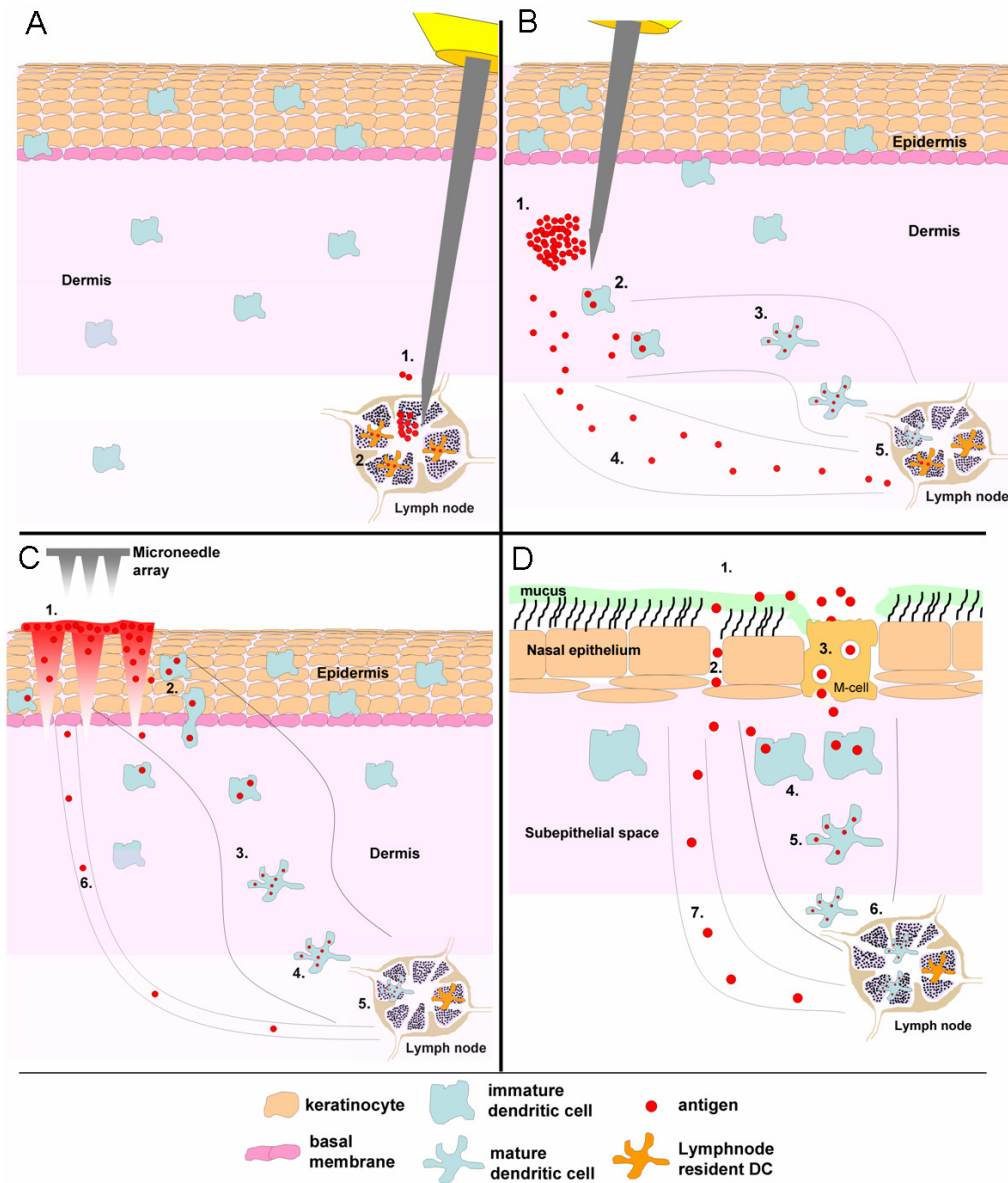 A
Dermis
1.
2.
Lymph node
B
Epidermis
1.
Dermis
2.
3.
4.
5.
Lymph node
C
Microneedle
array
1.
Epidermis
2.
3.
Dermis
6.
4.
5.
Lymph node
D
1.
mucus
Nasal epithelium
2.
3.
M-cell
4.
Subepithelial space
5.
6.
7.
Lymph node
keratinocyte
immature
dendritic cell
antigen
basal
membrane
mature
dendritic cell
Lymphnode
resident DC